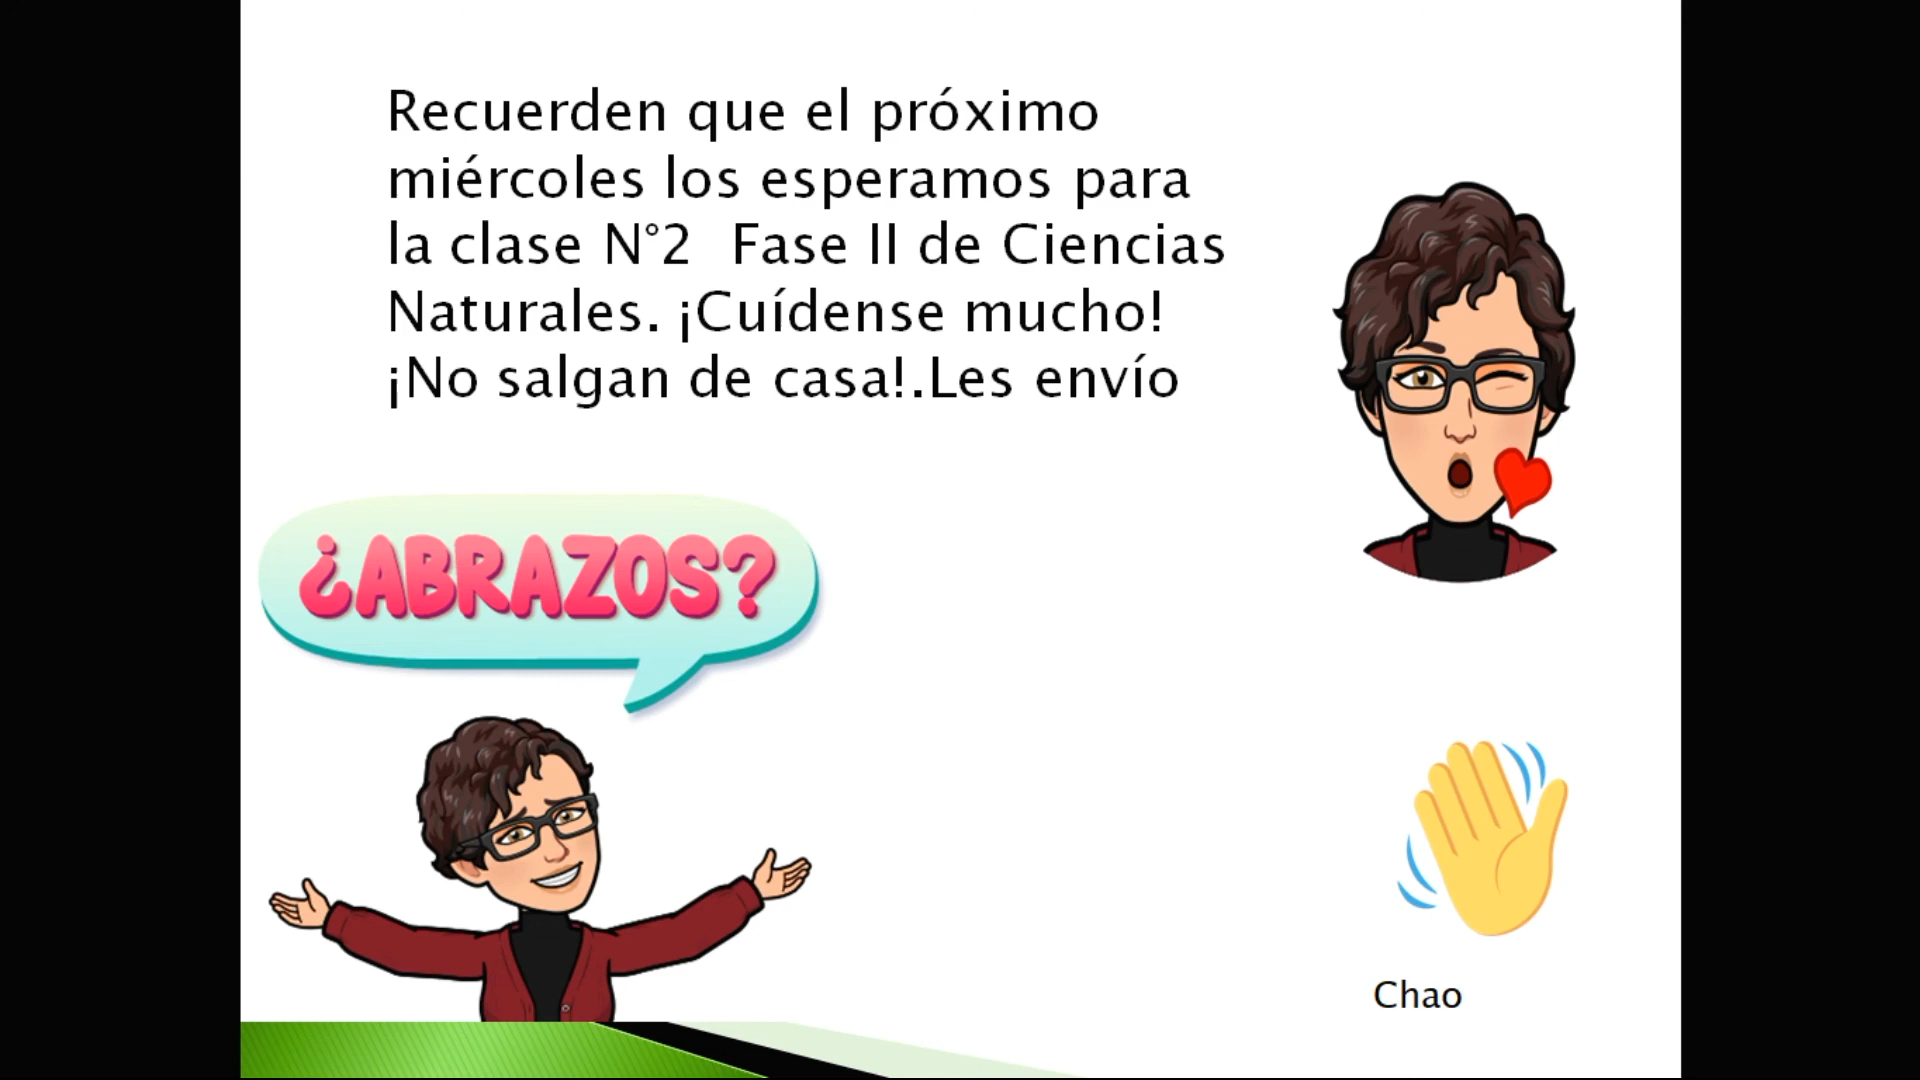 Recuerden que el próximo
miércoles los esperamos para
la clase N°2 Fase II de Ciencias
Naturales. ¡Cuídense mucho!
¡No salgan de casa!.Les envío
¿ABRAZOS?
Chao